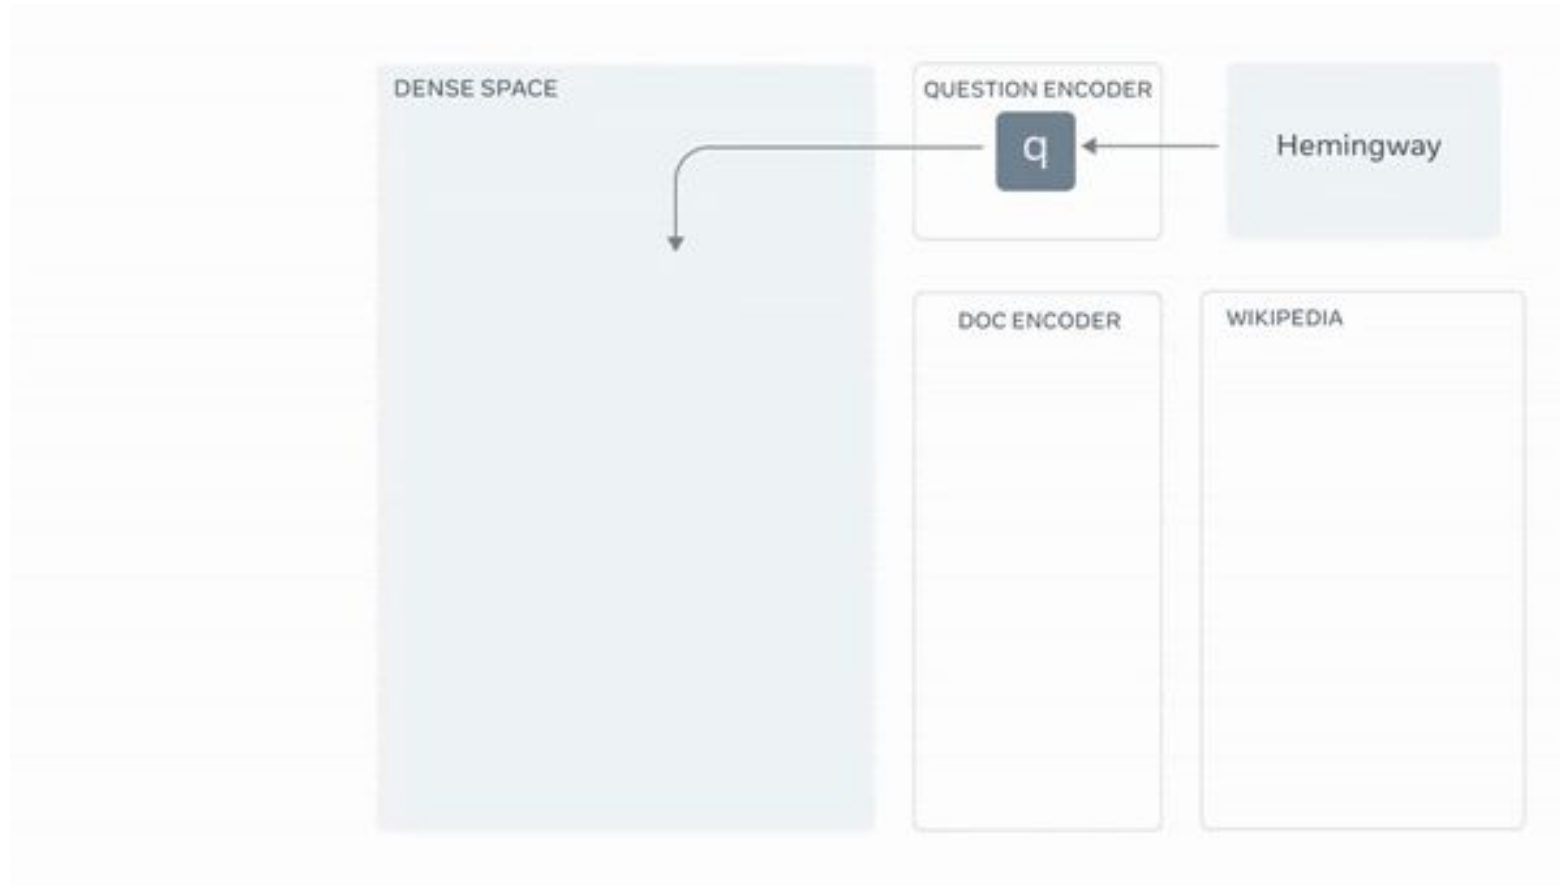 DENSE SPACE
QUESTION ENCODER
q
Hemingway
DOC ENCODER
WIKIPEDIA